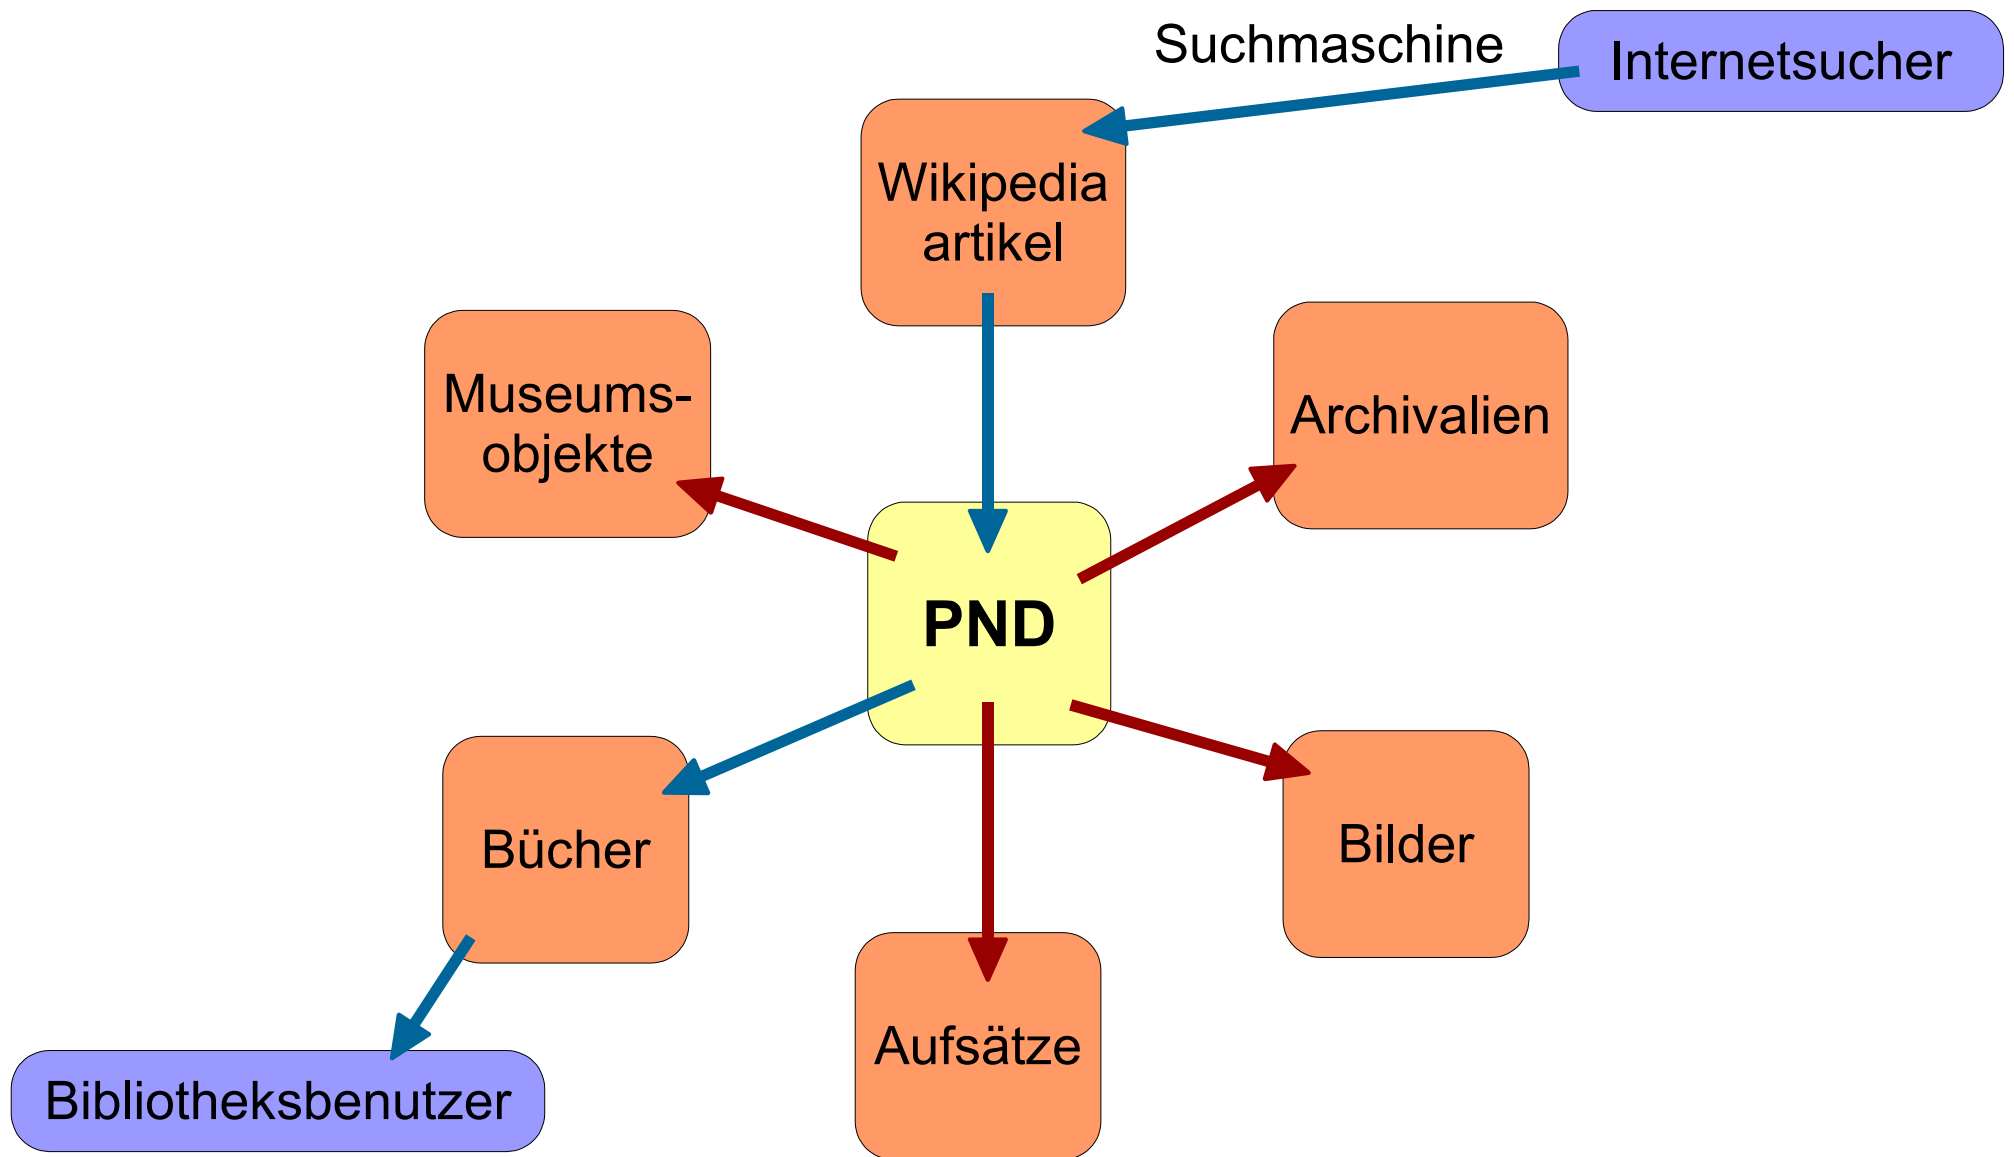 Suchmaschine
Internetsucher
Wikipedia
artikel
Museums-
objekte
Archivalien
PND
Bücher
Bilder
Aufsätze
Bibliotheksbenutzer